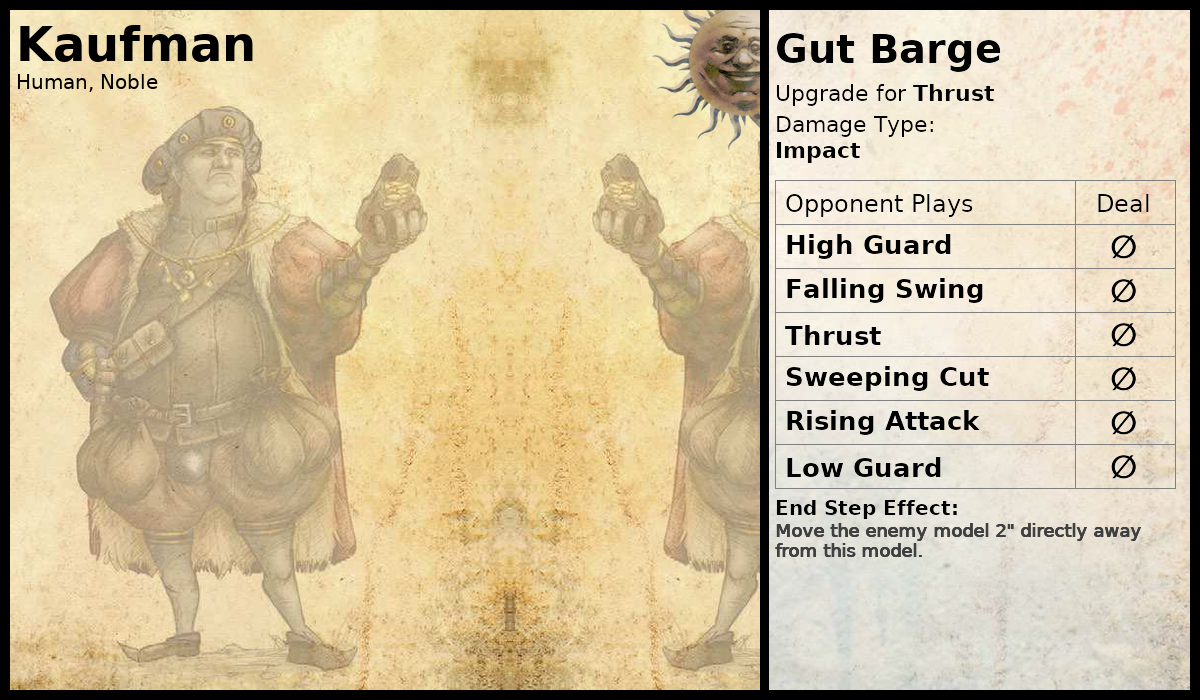 Kaufman
Human, Noble
Gut Barge
Upgrade for Thrust
Damage Type:
Impact
Opponent Plays Deal
High Guard ∅
Falling Swing ∅
Thrust ∅
Sweeping Cut ∅
Rising Attack ∅
Low Guard ∅
End Step Effect:
Move the enemy model 2" directly away
from this model.